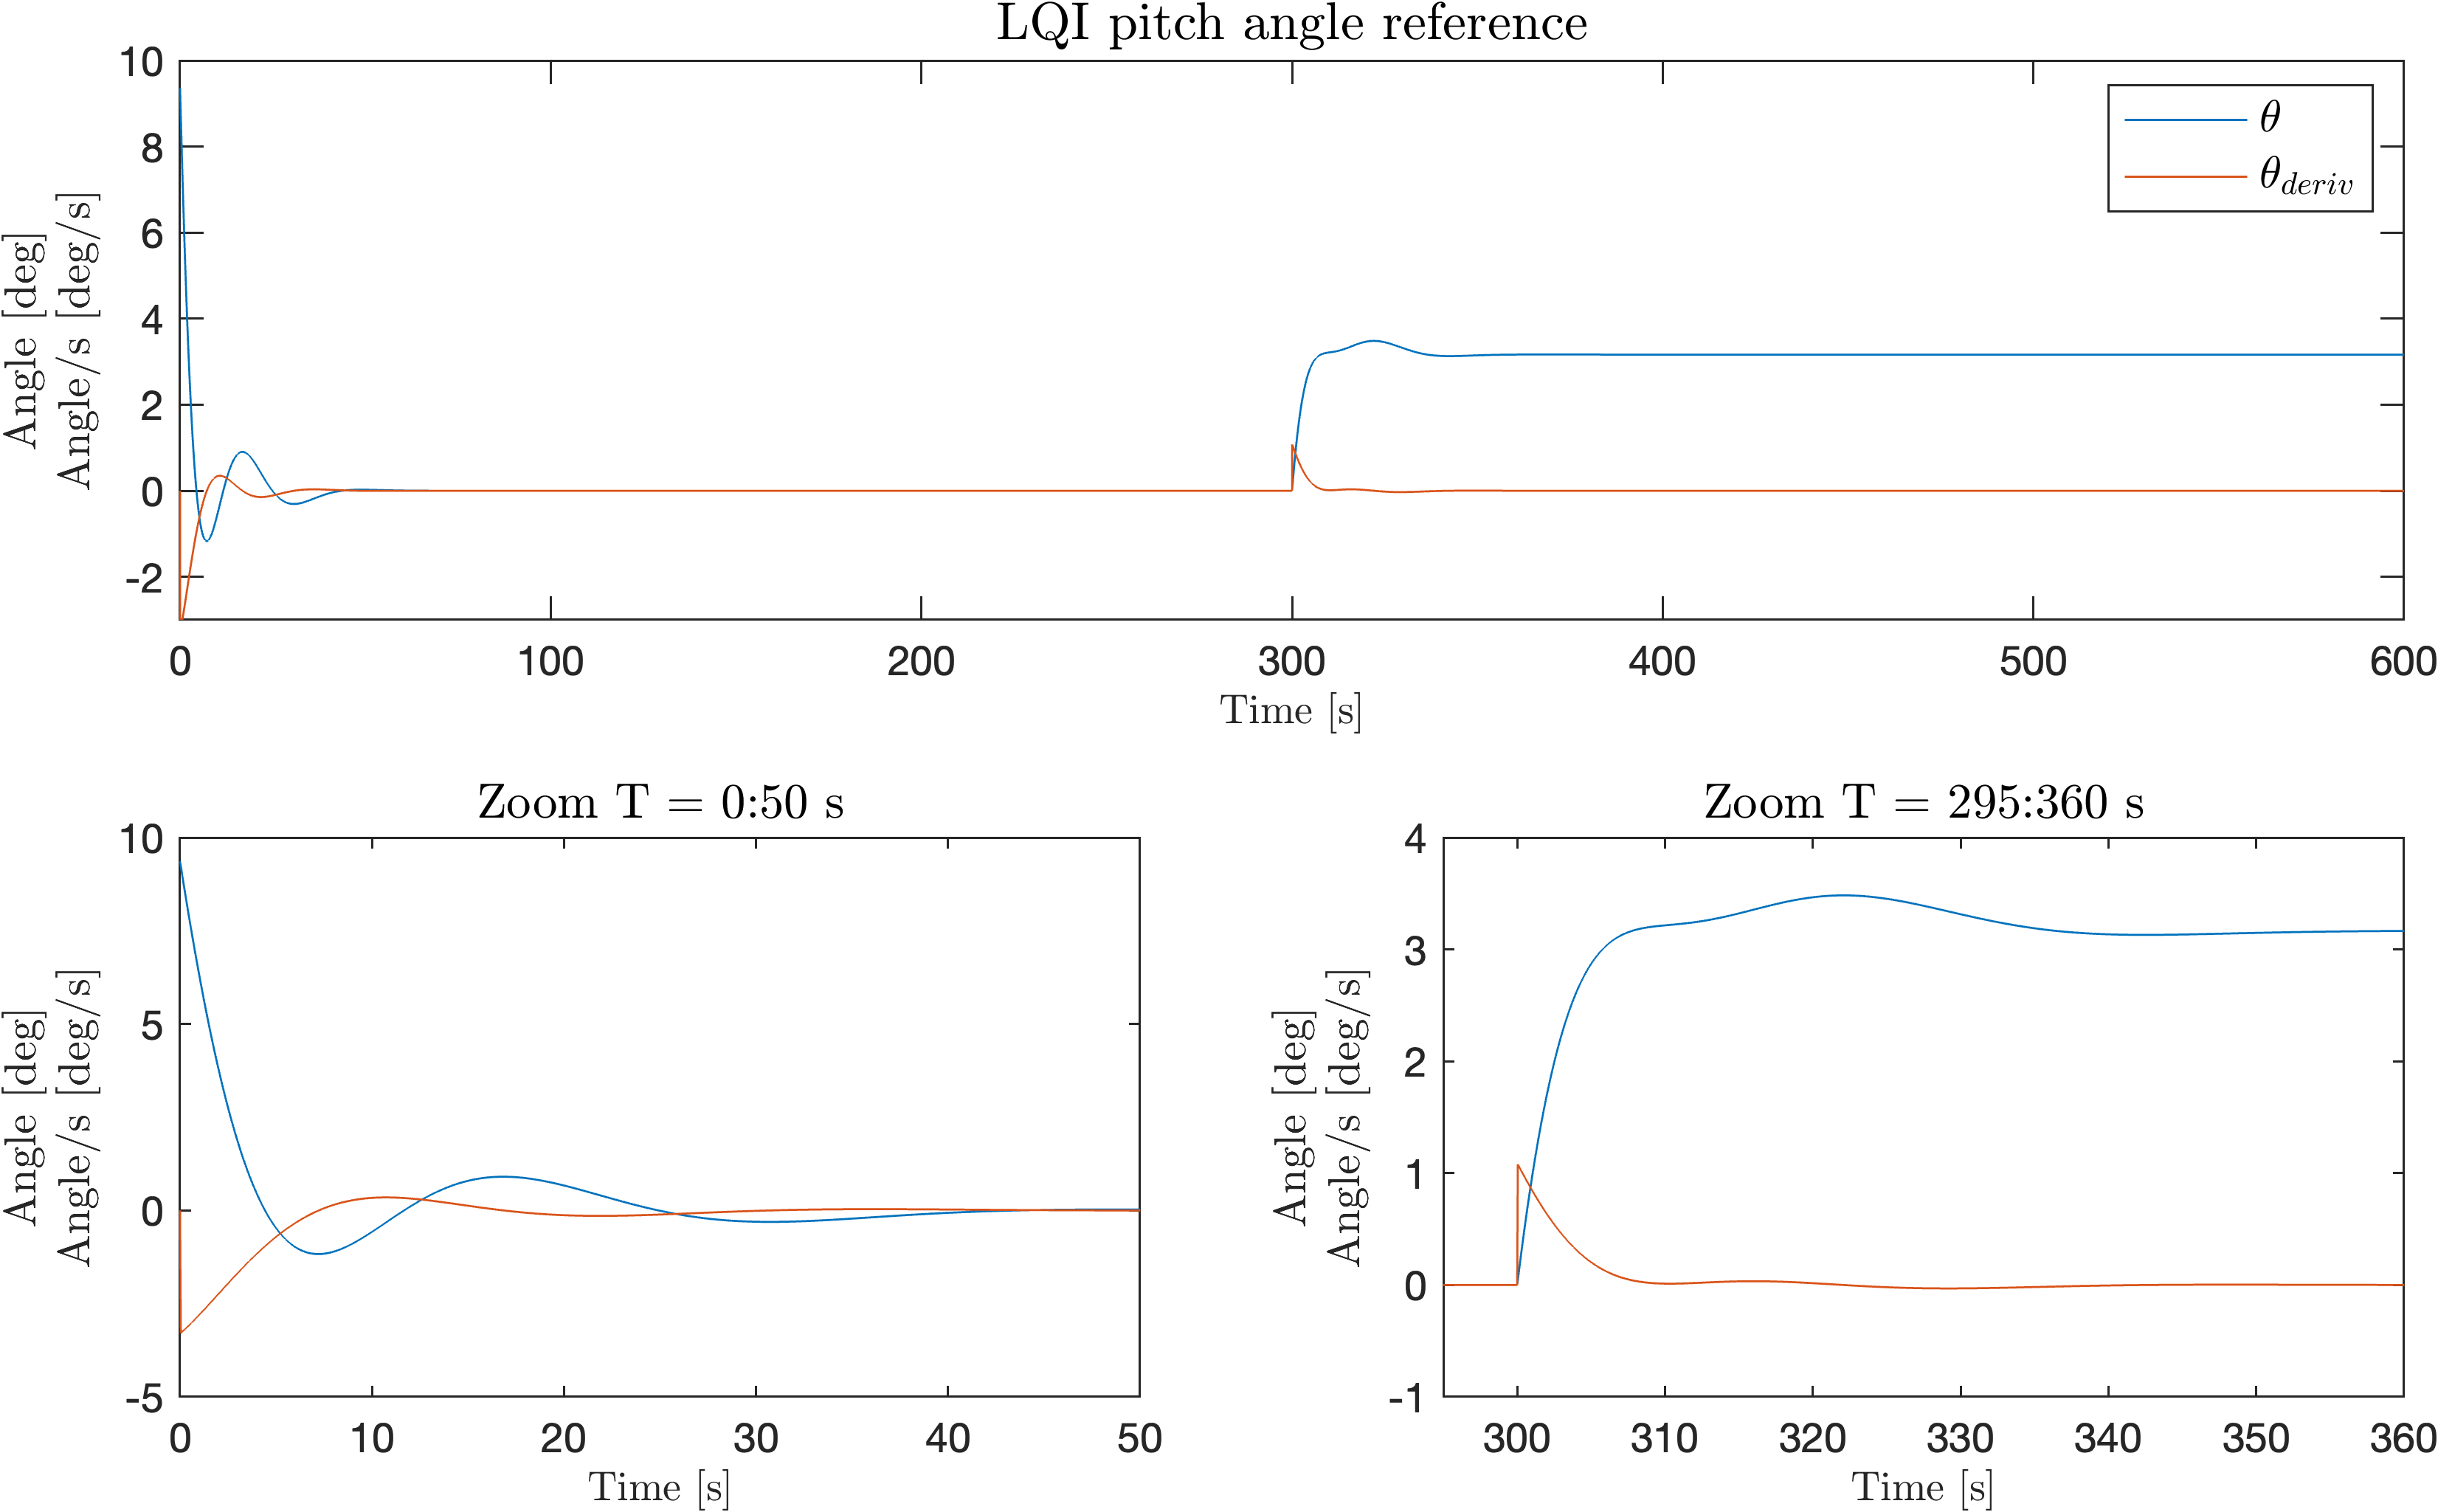 LQI pitch angle reference
10
8
6
4
2
0
-2
Angle [deg]
Angle/s [deg/s]
θ
θderiv
0 100 200 300 400 500 600
Time [s]
Zoom T = 0:50 s
10
5
0
-5
Angle [deg]
Angle/s [deg/s]
0 10 20 30 40 50
Time [s]
Zoom T = 295:360 s
4
3
2
1
0
-1
Angle [deg]
Angle/s [deg/s]
300 310 320 330 340 350 360
Time [s]